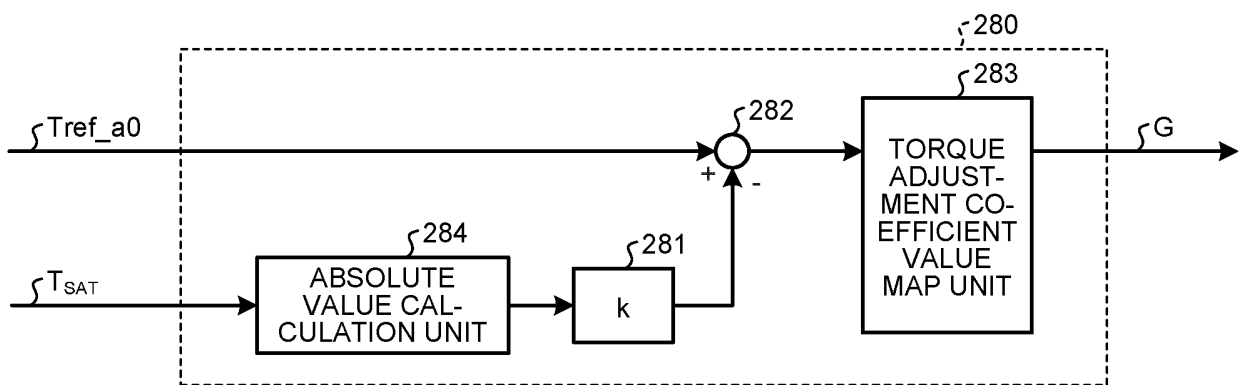 280
283
Tref_a0
282
G
TORQUE
ADJUST-
MENT CO-
EFFICIENT
VALUE
MAP UNIT
+
-
284
281
TSAT
ABSOLUTE
VALUE CAL-
CULATION UNIT
k